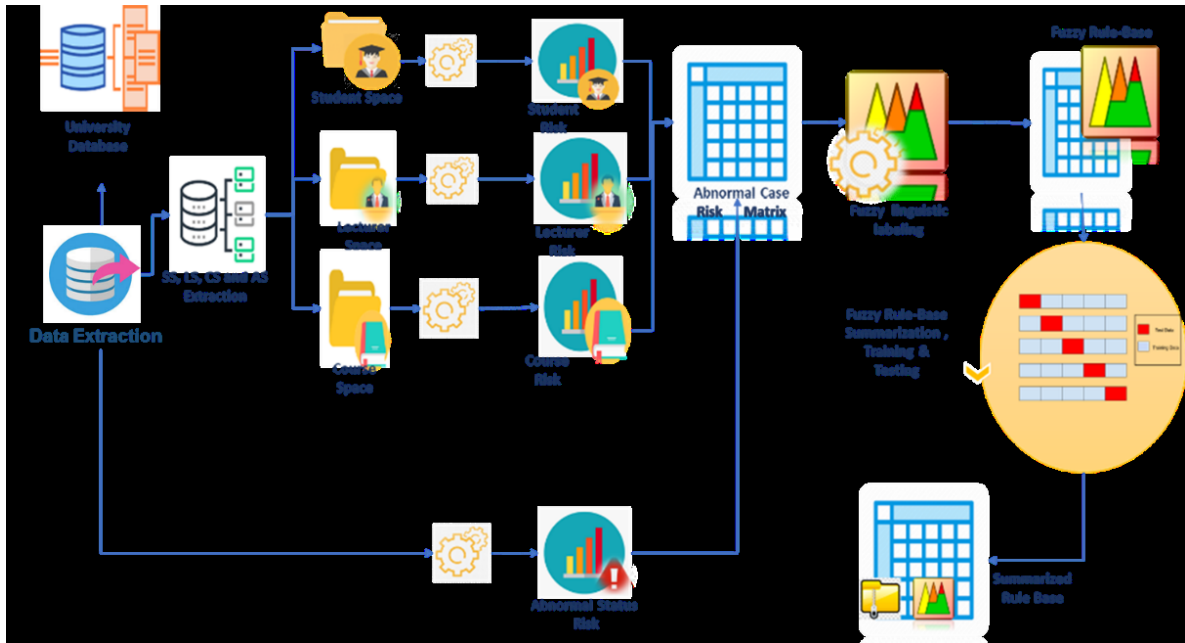 Fuzzy Rule-Base
University
Database
Student Space
Student
Risk
SS, LS, CS and AS
Extraction
Lecturer
Space
Lecturer
Risk
Abnormal Case
Risk Matrix
Fuzzy linguistic
labeling
Data Extraction
Course
Space
Course
Risk
Fuzzy Rule-Base
Summarization ,
Training &
Testing
Test Data
Training Data
Abnormal Status
Risk
Summarized
Rule Base